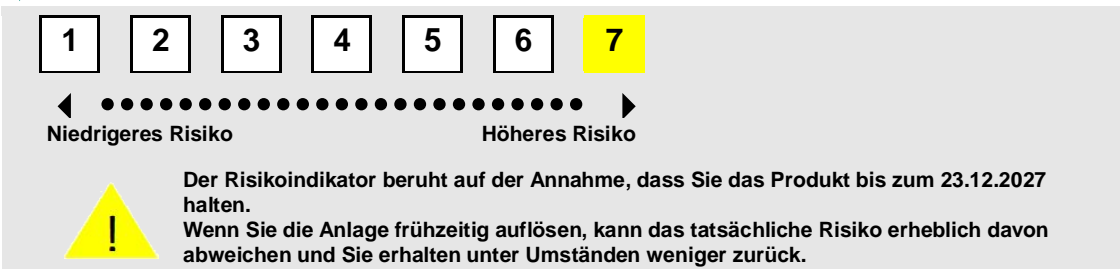 1 2 3 4 5 6 7
Niedrigeres Risiko Höheres Risiko
Der Risikoindikator beruht auf der Annahme, dass Sie das Produkt bis zum 23.12.2027
halten.
! Wenn Sie die Anlage frühzeitig auflösen, kann das tatsächliche Risiko erheblich davon
abweichen und Sie erhalten unter Umständen weniger zurück.